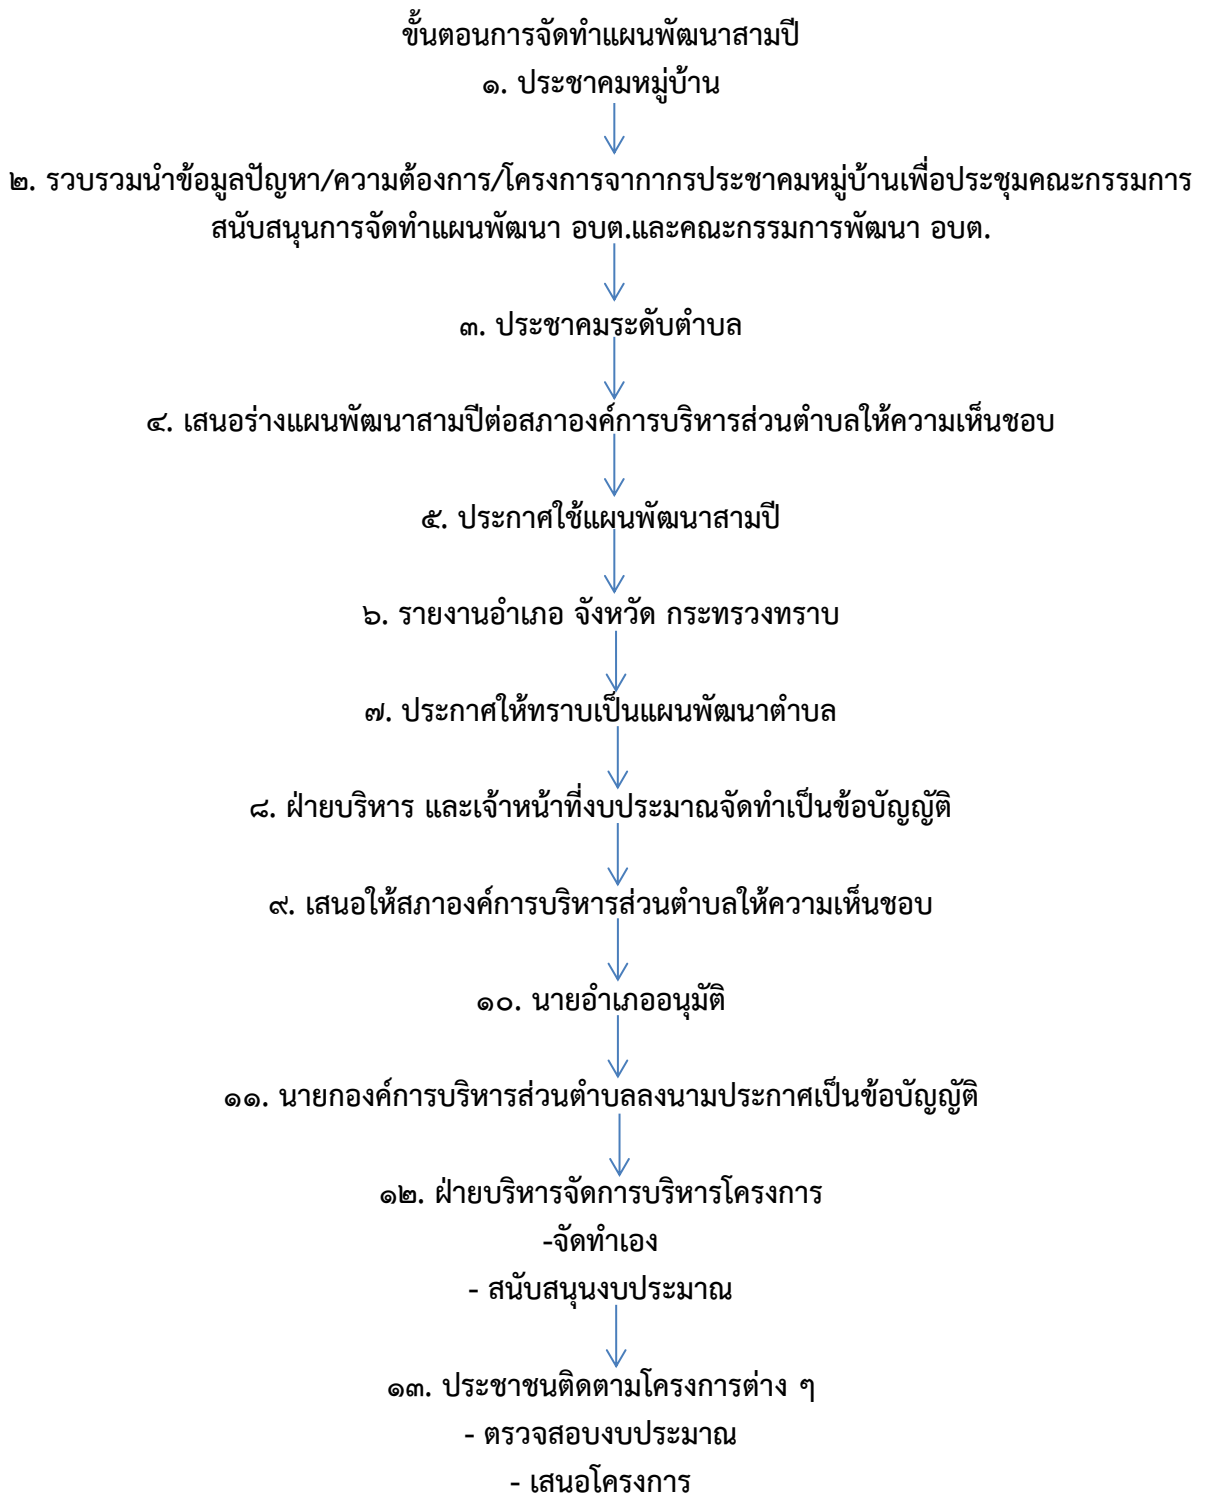 ขั้นตอนการจัดทำแผนพัฒนาสามปี
๑. ประชาคมหมู่บ้าน
๒. รวบรวมนำข้อมูลปัญหา/ความต้องการ/โครงการจากากรประชาคมหมู่บ้านเพื่อประชุมคณะกรรมการ
สนับสนุนการจัดทำแผนพัฒนา อบต.และคณะกรรมการพัฒนา อบต.
๓. ประชาคมระดับตำบล
๔. เสนอร่างแผนพัฒนาสามปีต่อสภาองค์การบริหารส่วนตำบลให้ความเห็นชอบ
๕. ประกาศใช้แผนพัฒนาสามปี
๖. รายงานอำเภอ จังหวัด กระทรวงทราบ
๗. ประกาศให้ทราบเป็นแผนพัฒนาตำบล
๘. ฝ่ายบริหาร และเจ้าหน้าที่งบประมาณจัดทำเป็นข้อบัญญัติ
๙. เสนอให้สภาองค์การบริหารส่วนตำบลให้ความเห็นชอบ
๑๐. นายอำเภออนุมัติ
๑๑. นายกองค์การบริหารส่วนตำบลลงนามประกาศเป็นข้อบัญญัติ
๑๒. ฝ่ายบริหารจัดการบริหารโครงการ
-จัดทำเอง
- สนับสนุนงบประมาณ
๑๓. ประชาชนติดตามโครงการต่าง ๆ
- ตรวจสอบงบประมาณ
- เสนอโครงการ